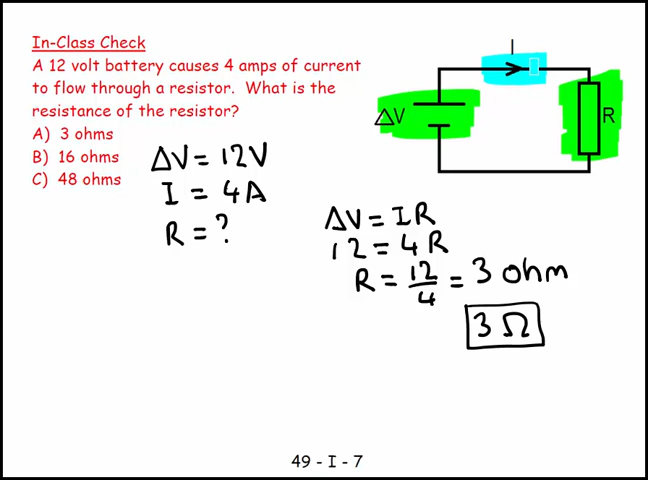 In-Class Check
A 12 volt battery causes 4 amps of current
to flow through a resistor. What is the
resistance of the resistor?
A) 3 ohms
B) 16 ohms
C) 48 ohms
ΔV = 12V
I = 4A
R = ?
I
ΔV
R
ΔV = IR
12 = 4R
R = 12/4 = 3 ohm
3 Ω
49 - I - 7